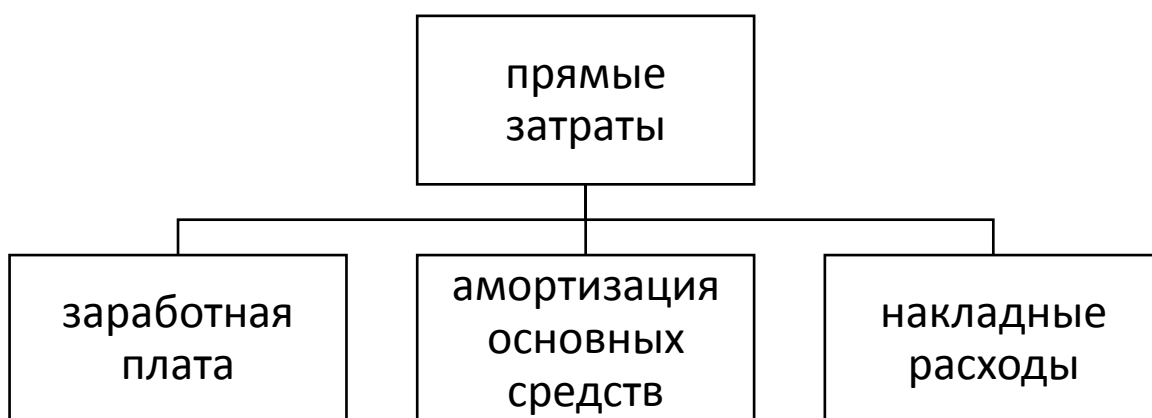 прямые
затраты
заработная
плата
амортизация
основных
средств
накладные
расходы